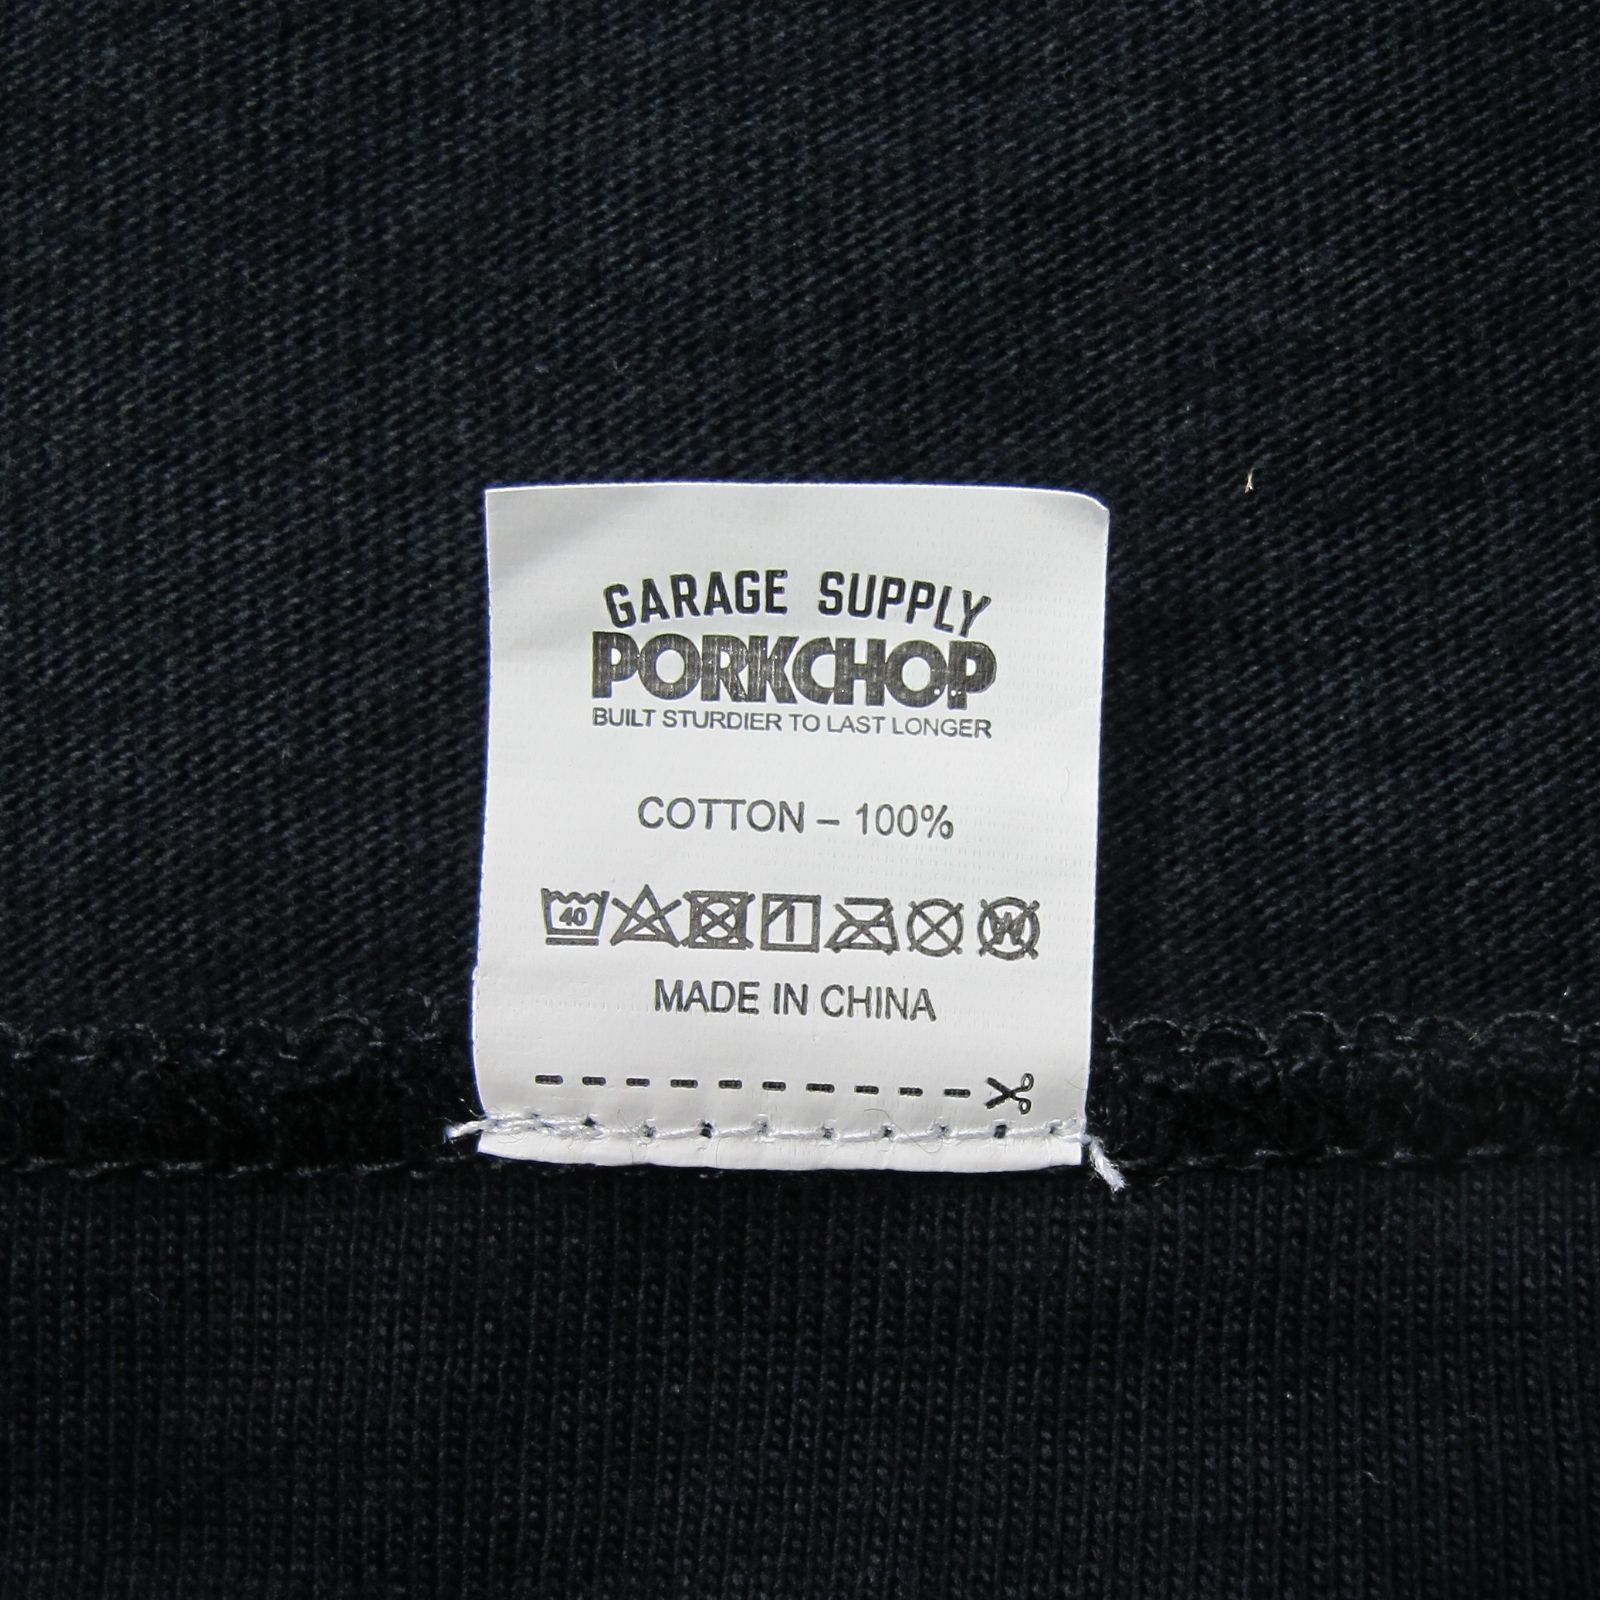 GARAGE SUPPLY
PORKCHOP
BUILT STURDIER TO LAST LONGER
COTTON – 100%
40 W
MADE IN CHINA